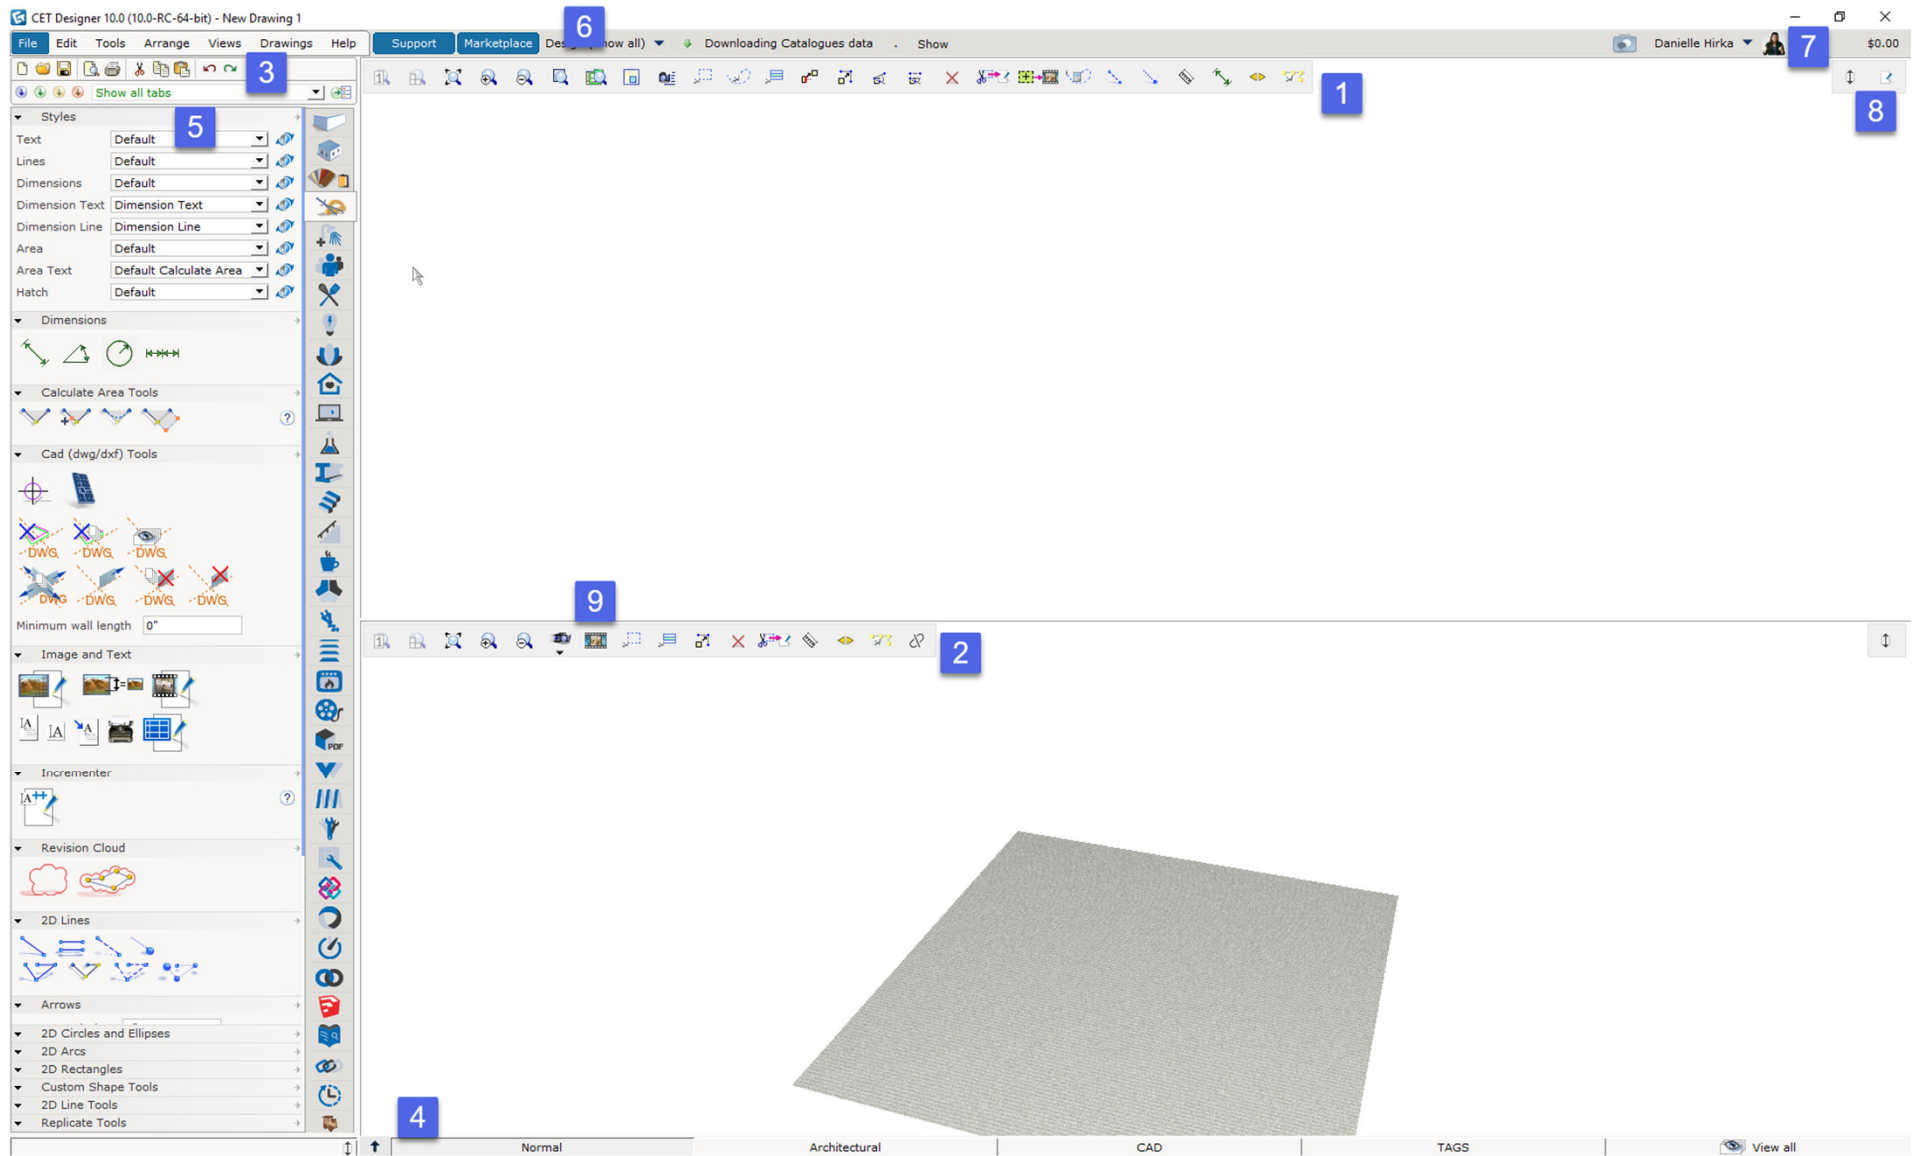 CET Designer 10.0 (10.0-RC-64-bit) - New Drawing 1
File Edit Tools Arrange Views Drawings Help Support Marketplace show all) Downloading Catalogues data . Show Danielle Hirka $0.00
6
7
3
Show all tabs
1
8
Styles
5
Text Default
Lines Default
Dimensions Default
Dimension Text Dimension Text
Dimension Line Dimension Line
Area Default
Area Text Default Calculate Area
Hatch Default
Dimensions
Calculate Area Tools
?
Cad (dwg/dxf) Tools
DWG DWG DWG
DWG DWG DWG DWG
Minimum wall length 0"
9
2
Image and Text
A A A
PDF
Incrementer
A++ ?
Revision Cloud
2D Lines
Arrows
2D Circles and Ellipses
2D Arcs
2D Rectangles
Custom Shape Tools
2D Line Tools
Replicate Tools
4
Normal Architectural CAD TAGS View all